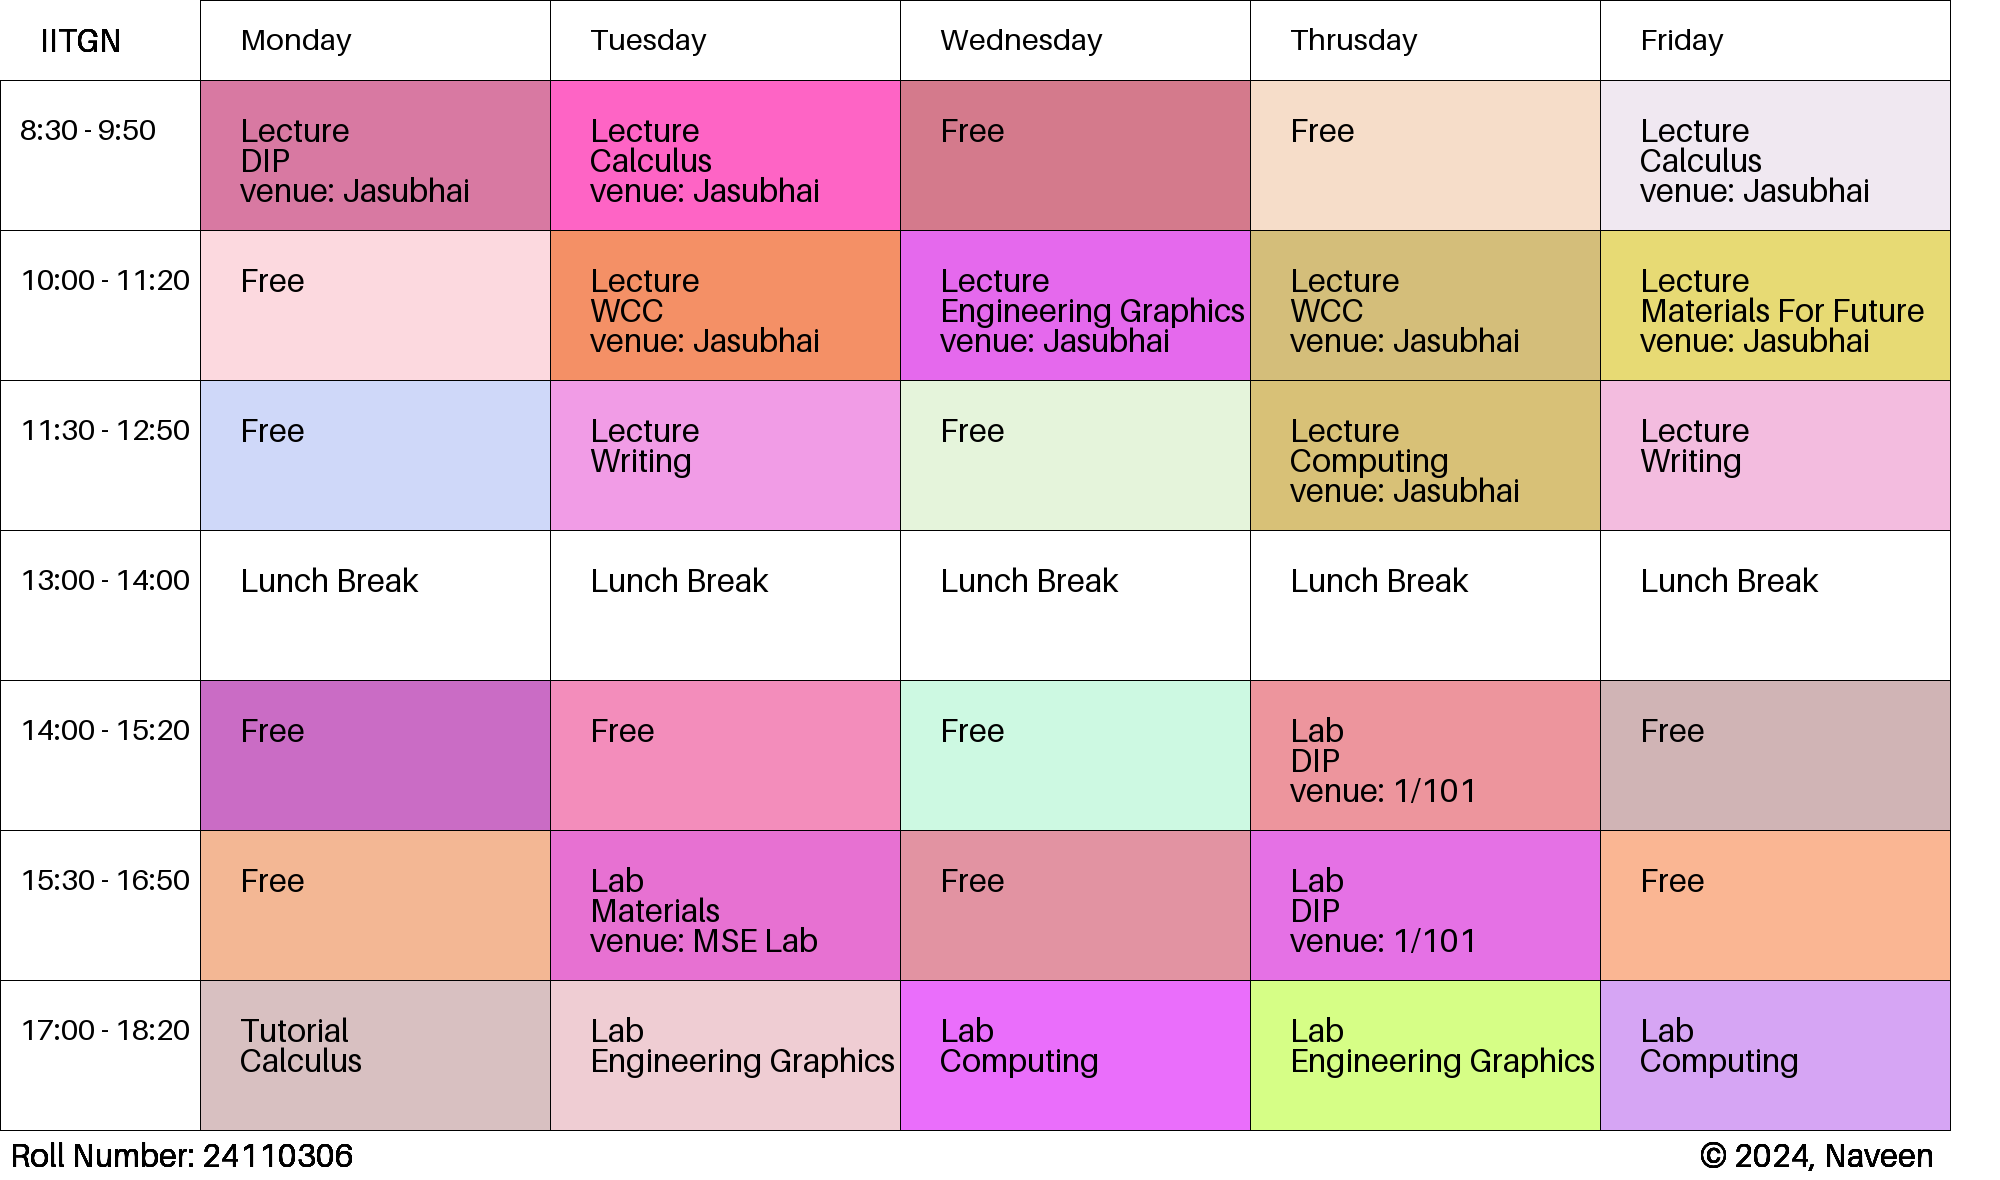 IITGN Monday Tuesday Wednesday Thrusday Friday
8:30 - 9:50
Lecture
DIP
venue: Jasubhai
Lecture
Calculus
venue: Jasubhai
Free
Free
Lecture
Calculus
venue: Jasubhai
10:00 - 11:20
Free
Lecture
WCC
venue: Jasubhai
Lecture
Engineering Graphics
venue: Jasubhai
Lecture
WCC
venue: Jasubhai
Lecture
Materials For Future
venue: Jasubhai
11:30 - 12:50
Free
Lecture
Writing
Free
Lecture
Computing
venue: Jasubhai
Lecture
Writing
13:00 - 14:00
Lunch Break
Lunch Break
Lunch Break
Lunch Break
Lunch Break
14:00 - 15:20
Free
Free
Free
Lab
DIP
venue: 1/101
Free
15:30 - 16:50
Free
Lab
Materials
venue: MSE Lab
Free
Lab
DIP
venue: 1/101
Free
17:00 - 18:20
Tutorial
Calculus
Lab
Engineering Graphics
Lab
Computing
Lab
Engineering Graphics
Lab
Computing
Roll Number: 24110306
© 2024, Naveen